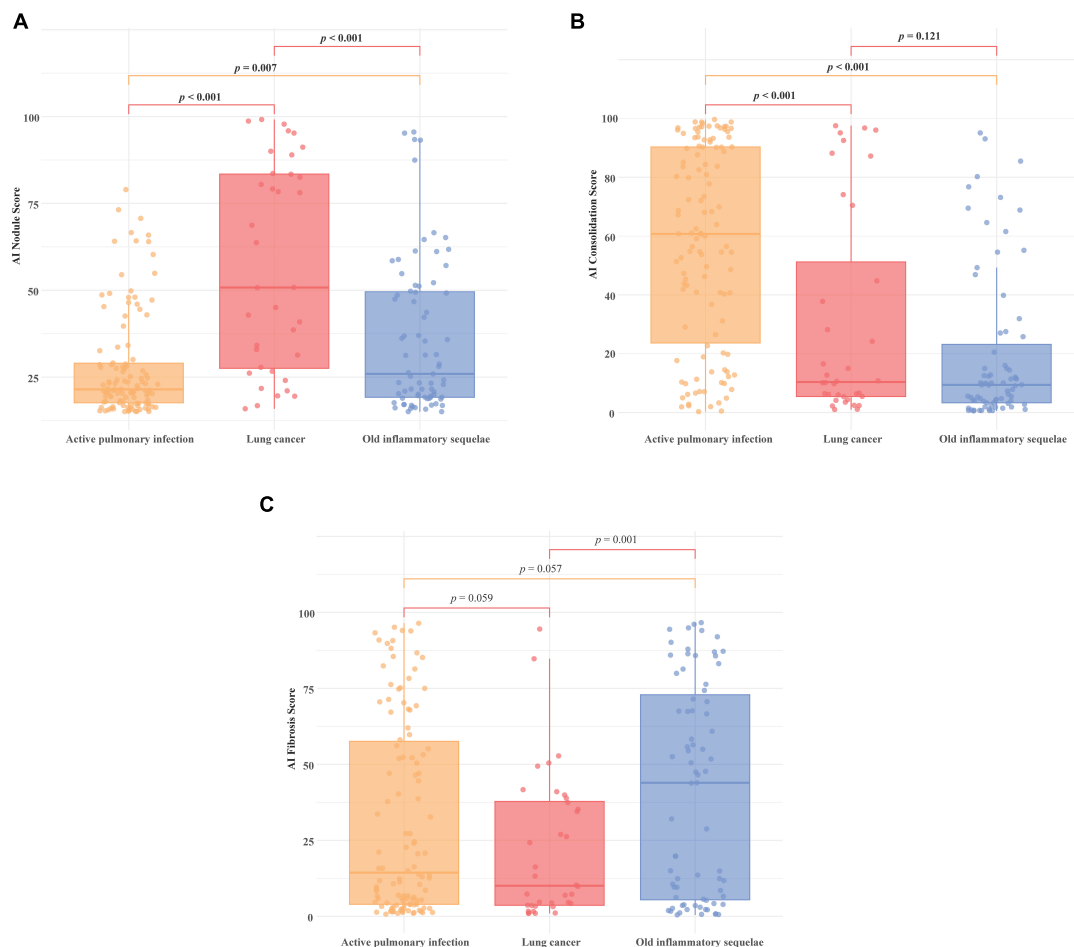 A
p < 0.001
p = 0.007
p < 0.001
AI Nodule Score
100
75
50
25
Active pulmonary infection Lung cancer Old inflammatory sequelae
B
p = 0.121
p < 0.001
p < 0.001
AI Consolidation Score
100
80
60
40
20
0
Active pulmonary infection Lung cancer Old inflammatory sequelae
C
p = 0.001
p = 0.057
p = 0.059
AI Fibrosis Score
100
75
50
25
0
Active pulmonary infection Lung cancer Old inflammatory sequelae